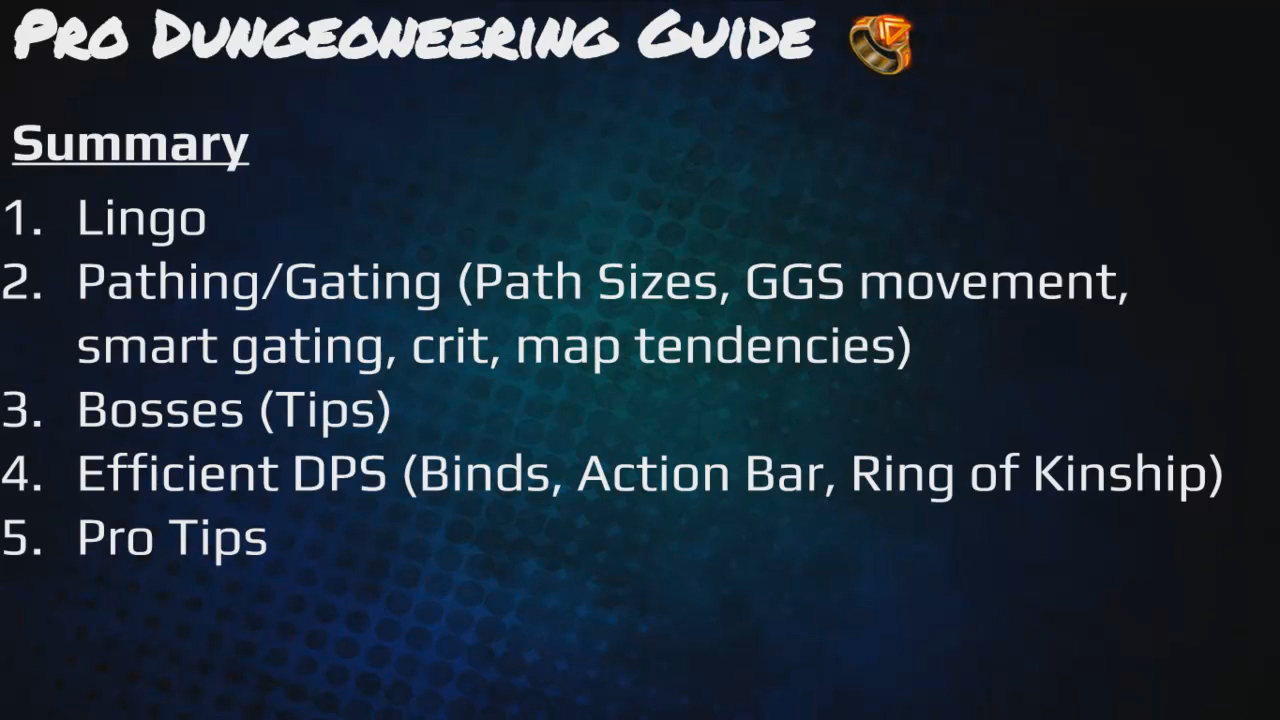 Pro Dungeoneering Guide
Summary
1. Lingo
2. Pathing/Gating (Path Sizes, GGS movement,
smart gating, crit, map tendencies)
3. Bosses (Tips)
4. Efficient DPS (Binds, Action Bar, Ring of Kinship)
5. Pro Tips